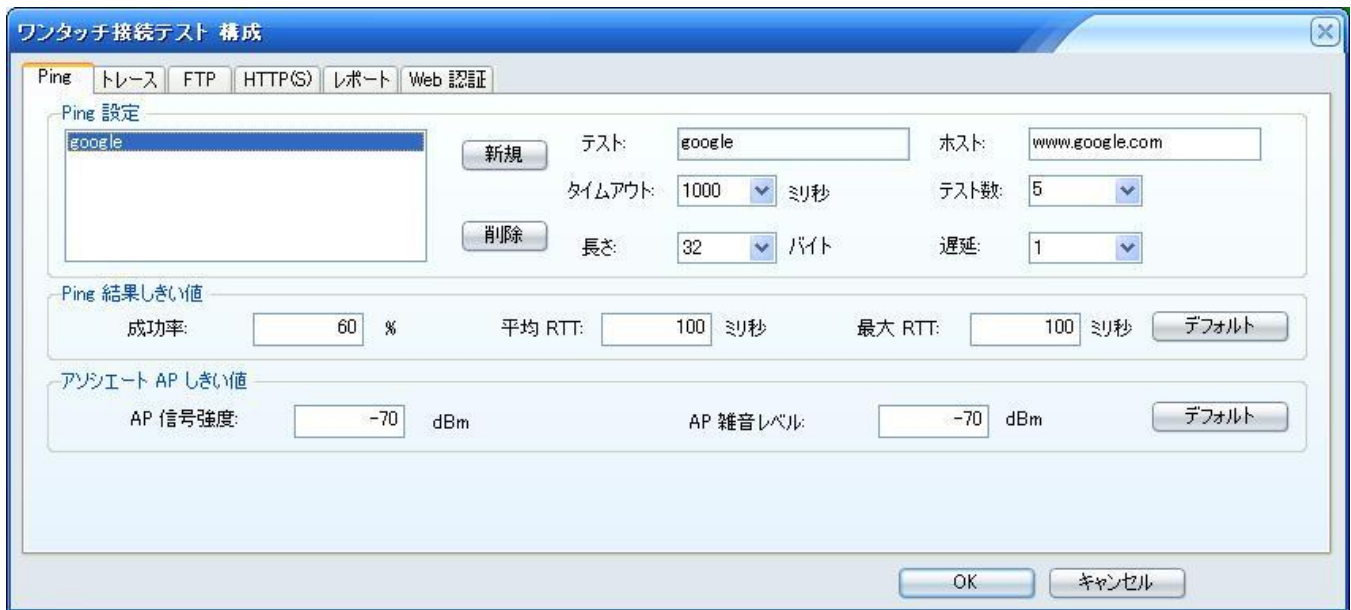 ワンタッチ接続テスト 構成
Ping トレース FTP HTTP(S) レポート Web 認証
Ping 設定
google
新規
テスト: google ホスト: www.google.com
タイムアウト: 1000 ミリ秒 テスト数: 5
削除
長さ: 32 バイト 遅延: 1
Ping 結果しきい値
成功率: 60 % 平均 RTT: 100 ミリ秒 最大 RTT: 100 ミリ秒 デフォルト
アソシエート AP しきい値
AP 信号強度: -70 dBm AP 雑音レベル: -70 dBm デフォルト
OK キャンセル